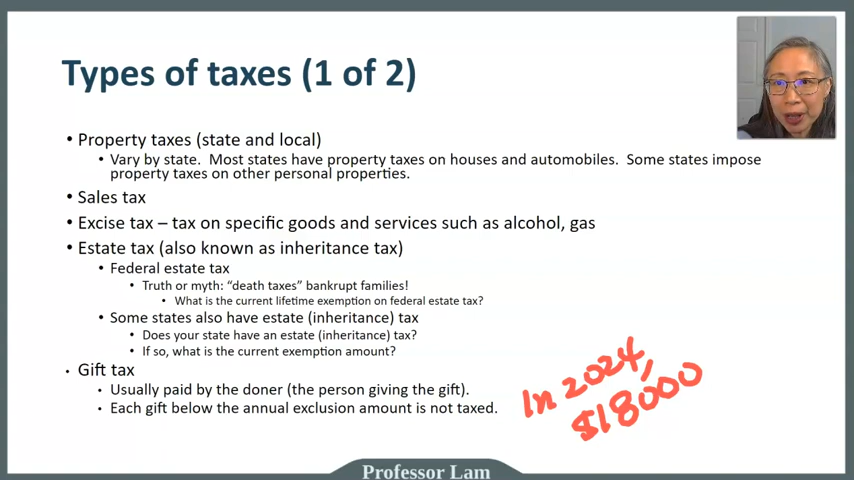 Types of taxes (1 of 2)
• Property taxes (state and local)
• Vary by state. Most states have property taxes on houses and automobiles. Some states impose
property taxes on other personal properties.
• Sales tax
• Excise tax – tax on specific goods and services such as alcohol, gas
• Estate tax (also known as inheritance tax)
• Federal estate tax
• Truth or myth: “death taxes” bankrupt families!
• What is the current lifetime exemption on federal estate tax?
• Some states also have estate (inheritance) tax
• Does your state have an estate (inheritance) tax?
• If so, what is the current exemption amount?
• Gift tax
• Usually paid by the doner (the person giving the gift).
• Each gift below the annual exclusion amount is not taxed.
In 2024,
$18000
Professor Lam